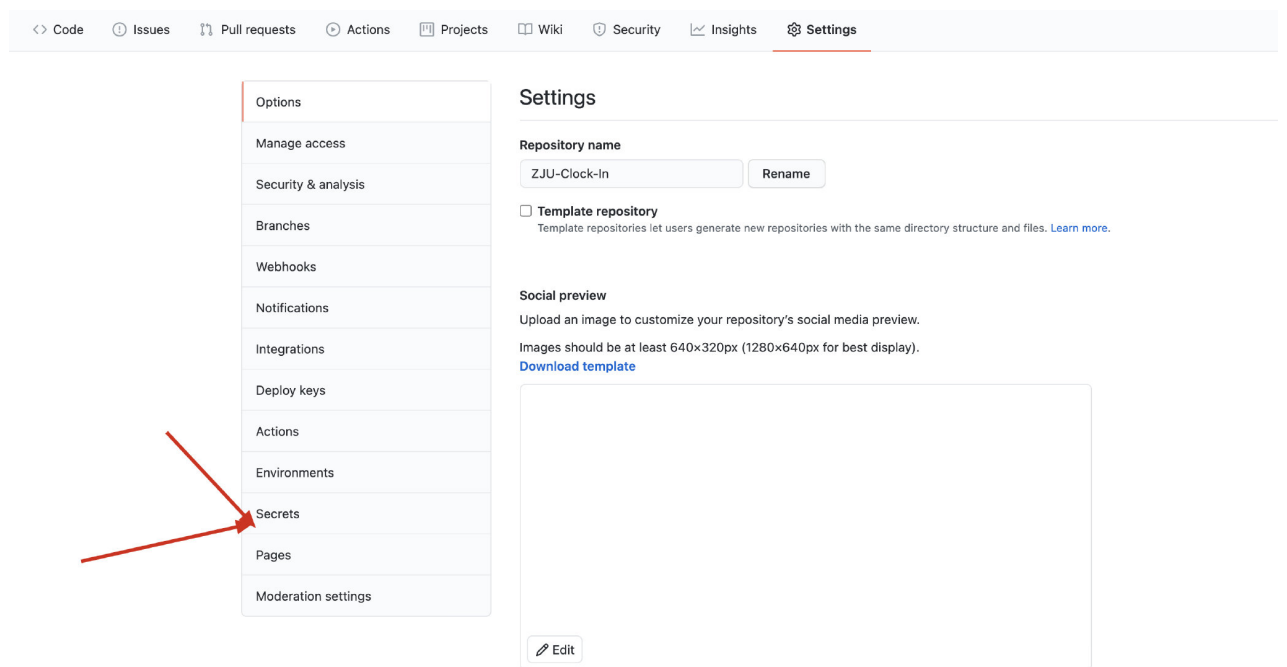 Code Issues Pull requests Actions Projects Wiki Security Insights Settings
Options
Manage access
Security & analysis
Branches
Webhooks
Notifications
Integrations
Deploy keys
Actions
Environments
Secrets
Pages
Moderation settings
Settings
Repository name
ZJU-Clock-In Rename
Template repository
Template repositories let users generate new repositories with the same directory structure and files. Learn more.
Social preview
Upload an image to customize your repository’s social media preview.
Images should be at least 640×320px (1280×640px for best display).
Download template
Edit